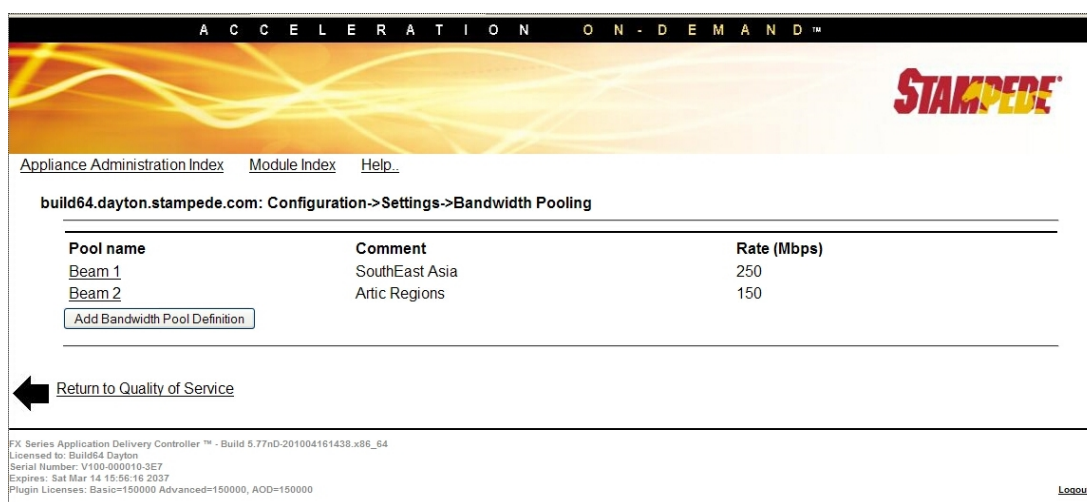 A C C E L E R A T I O N O N - D E M A N D ™
STAMPEDE
Appliance Administration Index Module Index Help..
build64.dayton.stampede.com: Configuration->Settings->Bandwidth Pooling
Pool name Comment Rate (Mbps)
Beam 1 SouthEast Asia 250
Beam 2 Artic Regions 150
Add Bandwidth Pool Definition
Return to Quality of Service
FX Series Application Delivery Controller ™ - Build 5.77nD-201004161438.x86_64
Licensed to: Build64 Dayton
Serial Number: V100-000010-3E7
Expires: Sat Mar 14 15:56:16 2037
Plugin Licenses: Basic=150000 Advanced=150000, AOD=150000 Logou